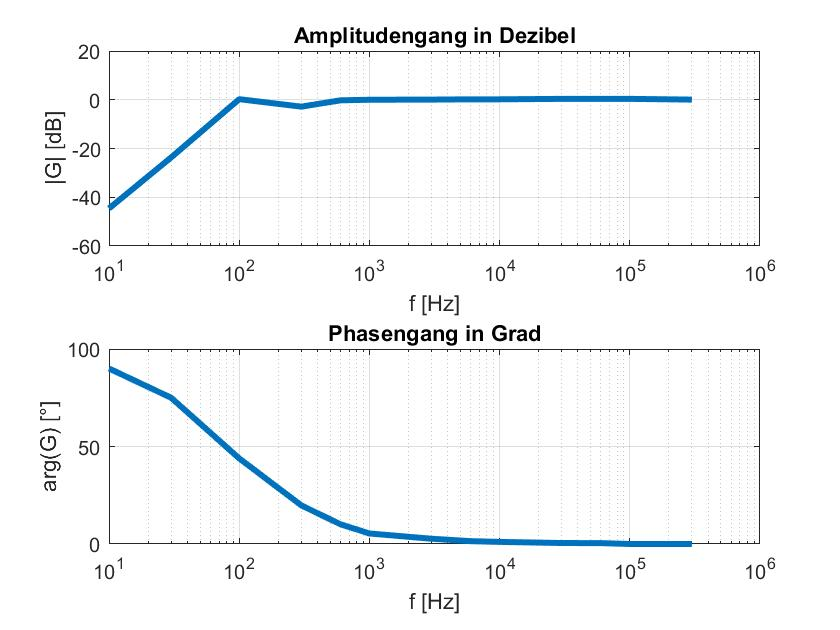 Amplitudengang in Dezibel
20
0
-20
-40
-60
|G| [dB]
10^1 10^2 10^3 10^4 10^5 10^6
f [Hz]
Phasengang in Grad
100
50
0
arg(G) [°]
10^1 10^2 10^3 10^4 10^5 10^6
f [Hz]